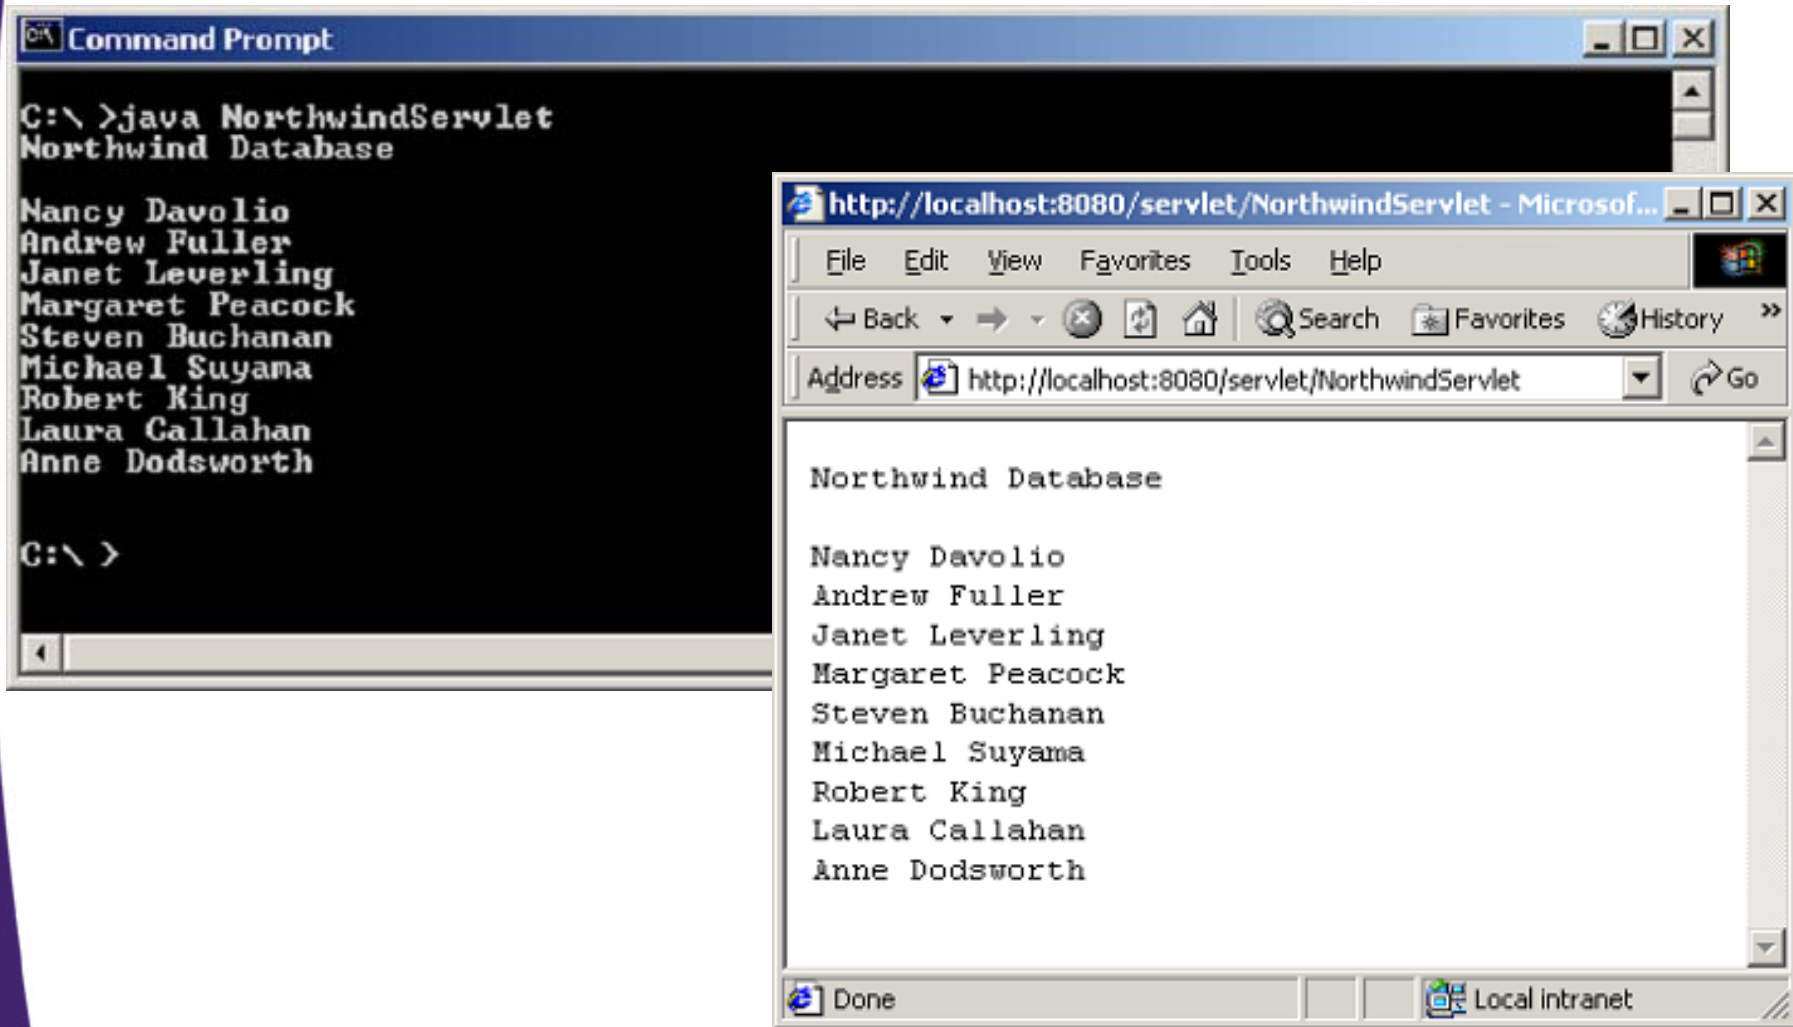 Command Prompt
C:\ >java NorthwindServlet
Northwind Database
Nancy Davolio
Andrew Fuller
Janet Leverling
Margaret Peacock
Steven Buchanan
Michael Suyama
Robert King
Laura Callahan
Anne Dodsworth
C:\ >
http://localhost:8080/servlet/NorthwindServlet - Microsof...
File Edit View Favorites Tools Help
Back Search Favorites History »
Address http://localhost:8080/servlet/NorthwindServlet Go
Northwind Database
Nancy Davolio
Andrew Fuller
Janet Leverling
Margaret Peacock
Steven Buchanan
Michael Suyama
Robert King
Laura Callahan
Anne Dodsworth
Done Local intranet